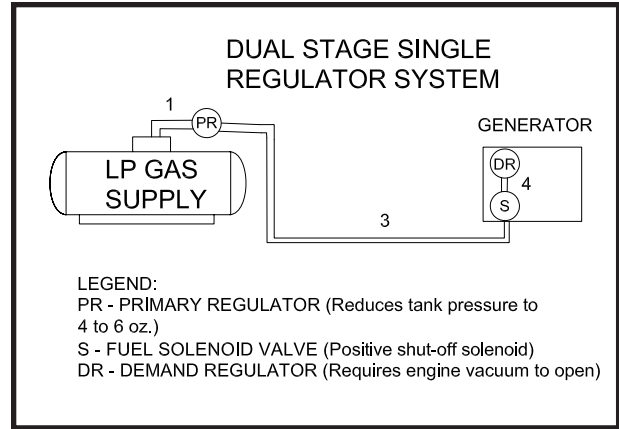 DUAL STAGE SINGLE
REGULATOR SYSTEM
1
PR
GENERATOR
LP GAS
SUPPLY
DR
4
S
3
LEGEND:
PR - PRIMARY REGULATOR (Reduces tank pressure to
4 to 6 oz.)
S - FUEL SOLENOID VALVE (Positive shut-off solenoid)
DR - DEMAND REGULATOR (Requires engine vacuum to open)